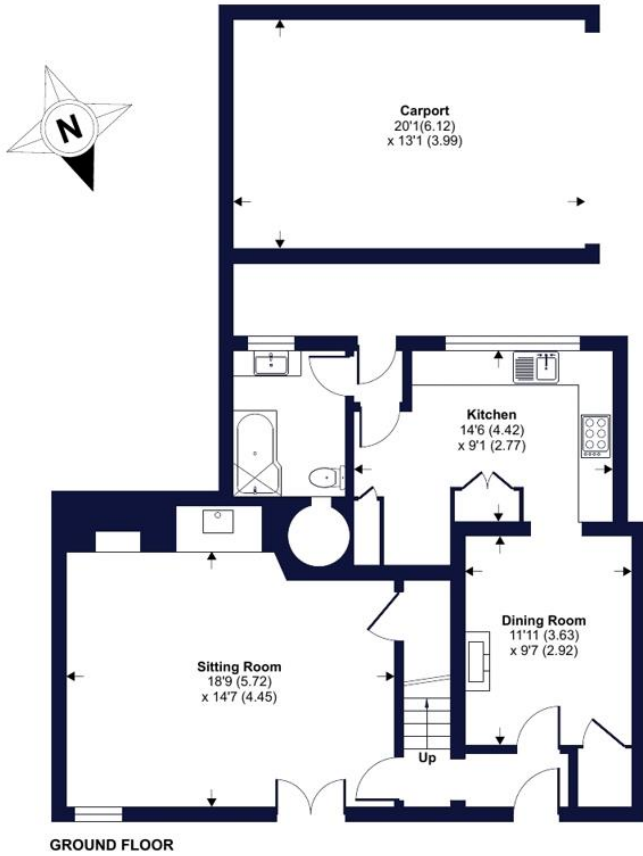 N
Carport
20'1(6.12)
x 13'1 (3.99)
Kitchen
14'6 (4.42)
x 9'1 (2.77)
Dining Room
11'11 (3.63)
x 9'7 (2.92)
Sitting Room
18'9 (5.72)
x 14'7 (4.45)
Up
GROUND FLOOR